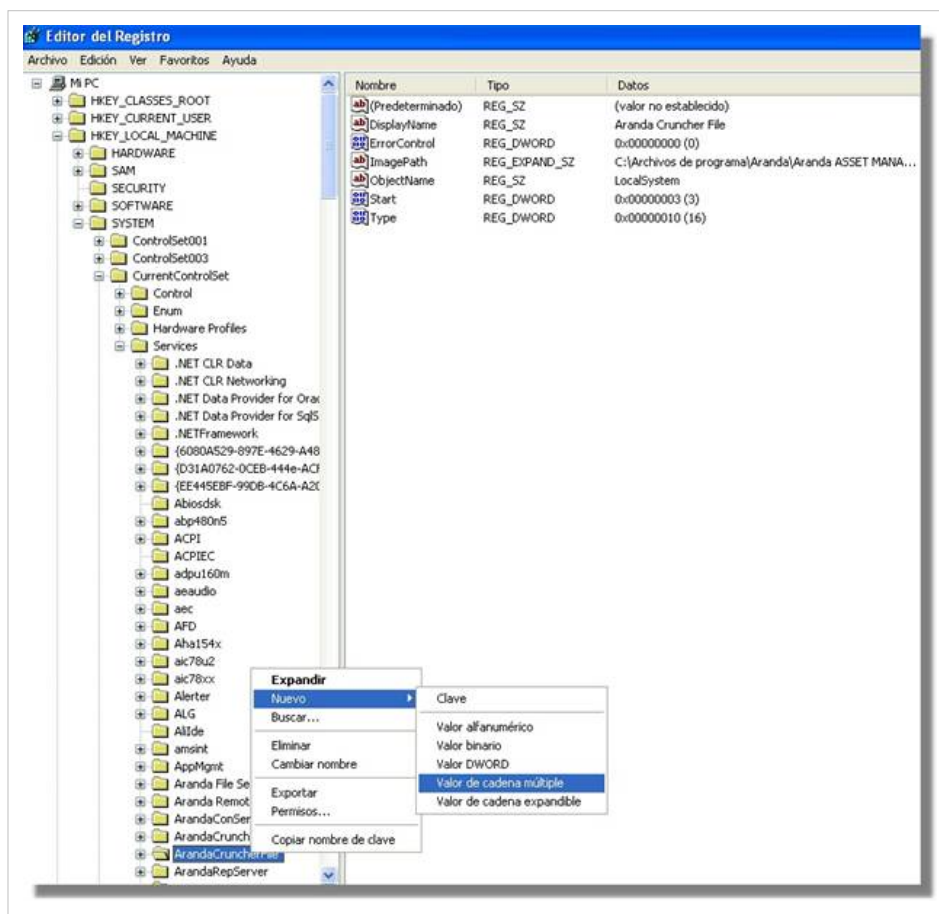 Editor del Registro
Archivo Edición Ver Favoritos Ayuda
Mi PC
HKEY_CLASSES_ROOT
HKEY_CURRENT_USER
HKEY_LOCAL_MACHINE
HARDWARE
SAM
SECURITY
SOFTWARE
SYSTEM
ControlSet001
ControlSet003
CurrentControlSet
Control
Enum
Hardware Profiles
Services
.NET CLR Data
.NET CLR Networking
.NET Data Provider for Orac
.NET Data Provider for SqlS
.NETFramework
{6080A529-897E-4629-A48
{D31A0762-0CEB-444e-ACF
{EE445EBF-99DB-4C6A-A2C
Abiosdsk
abp480n5
ACPI
ACPIEC
adpu160m
aeaudio
aec
AFD
Aha154x
aic78u2
aic78xx
Alerter
ALG
AliIde
amsint
AppMgmt
Aranda File Se
Aranda Remot
ArandaConSer
ArandaCrunch
ArandaCruncherFile
ArandaRepServer
Nombre Tipo Datos
(Predeterminado) REG_SZ (valor no establecido)
DisplayName REG_SZ Aranda Cruncher File
ErrorControl REG_DWORD 0x00000000 (0)
ImagePath REG_EXPAND_SZ C:\Archivos de programa\Aranda\Aranda ASSET MANA...
ObjectName REG_SZ LocalSystem
Start REG_DWORD 0x00000003 (3)
Type REG_DWORD 0x00000010 (16)
Expandir
Nuevo
Buscar...
Eliminar
Cambiar nombre
Exportar
Permisos...
Copiar nombre de clave
Clave
Valor alfanumérico
Valor binario
Valor DWORD
Valor de cadena múltiple
Valor de cadena expandible